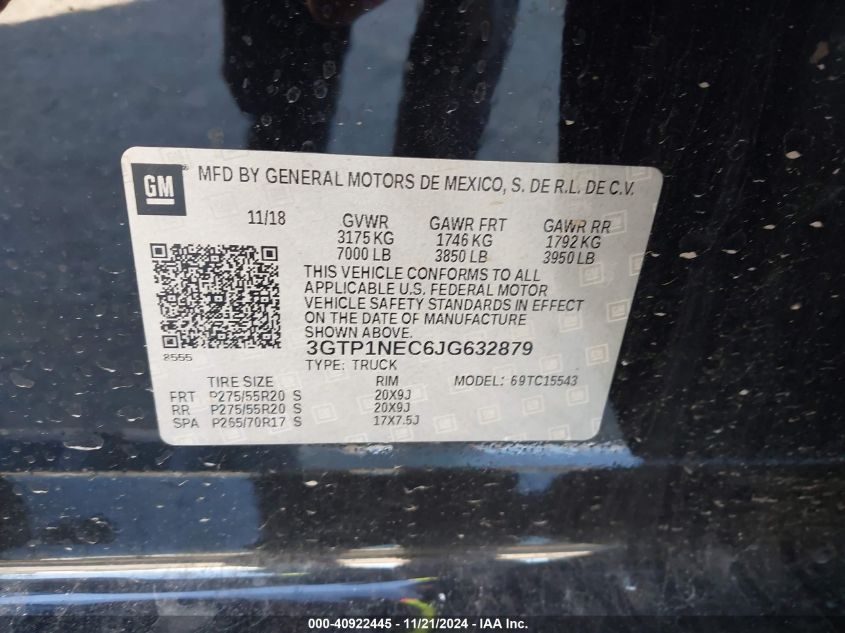 GM
MFD BY GENERAL MOTORS DE MEXICO, S. DE R.L. DE C.V.
11/18 GVWR GAWR FRT GAWR RR
3175 KG 1746 KG 1792 KG
7000 LB 3850 LB 3950 LB
THIS VEHICLE CONFORMS TO ALL
APPLICABLE U.S. FEDERAL MOTOR
VEHICLE SAFETY STANDARDS IN EFFECT
ON THE DATE OF MANUFACTURE
SHOWN ABOVE.
8555 3GTP1NEC6JG632879
TYPE: TRUCK
TIRE SIZE RIM MODEL: 69TC15543
FRT P275/55R20 S 20X9J
RR P275/55R20 S 20X9J
SPA P265/70R17 S 17X7.5J
000-40922445 - 11/21/2024 - IAA Inc.